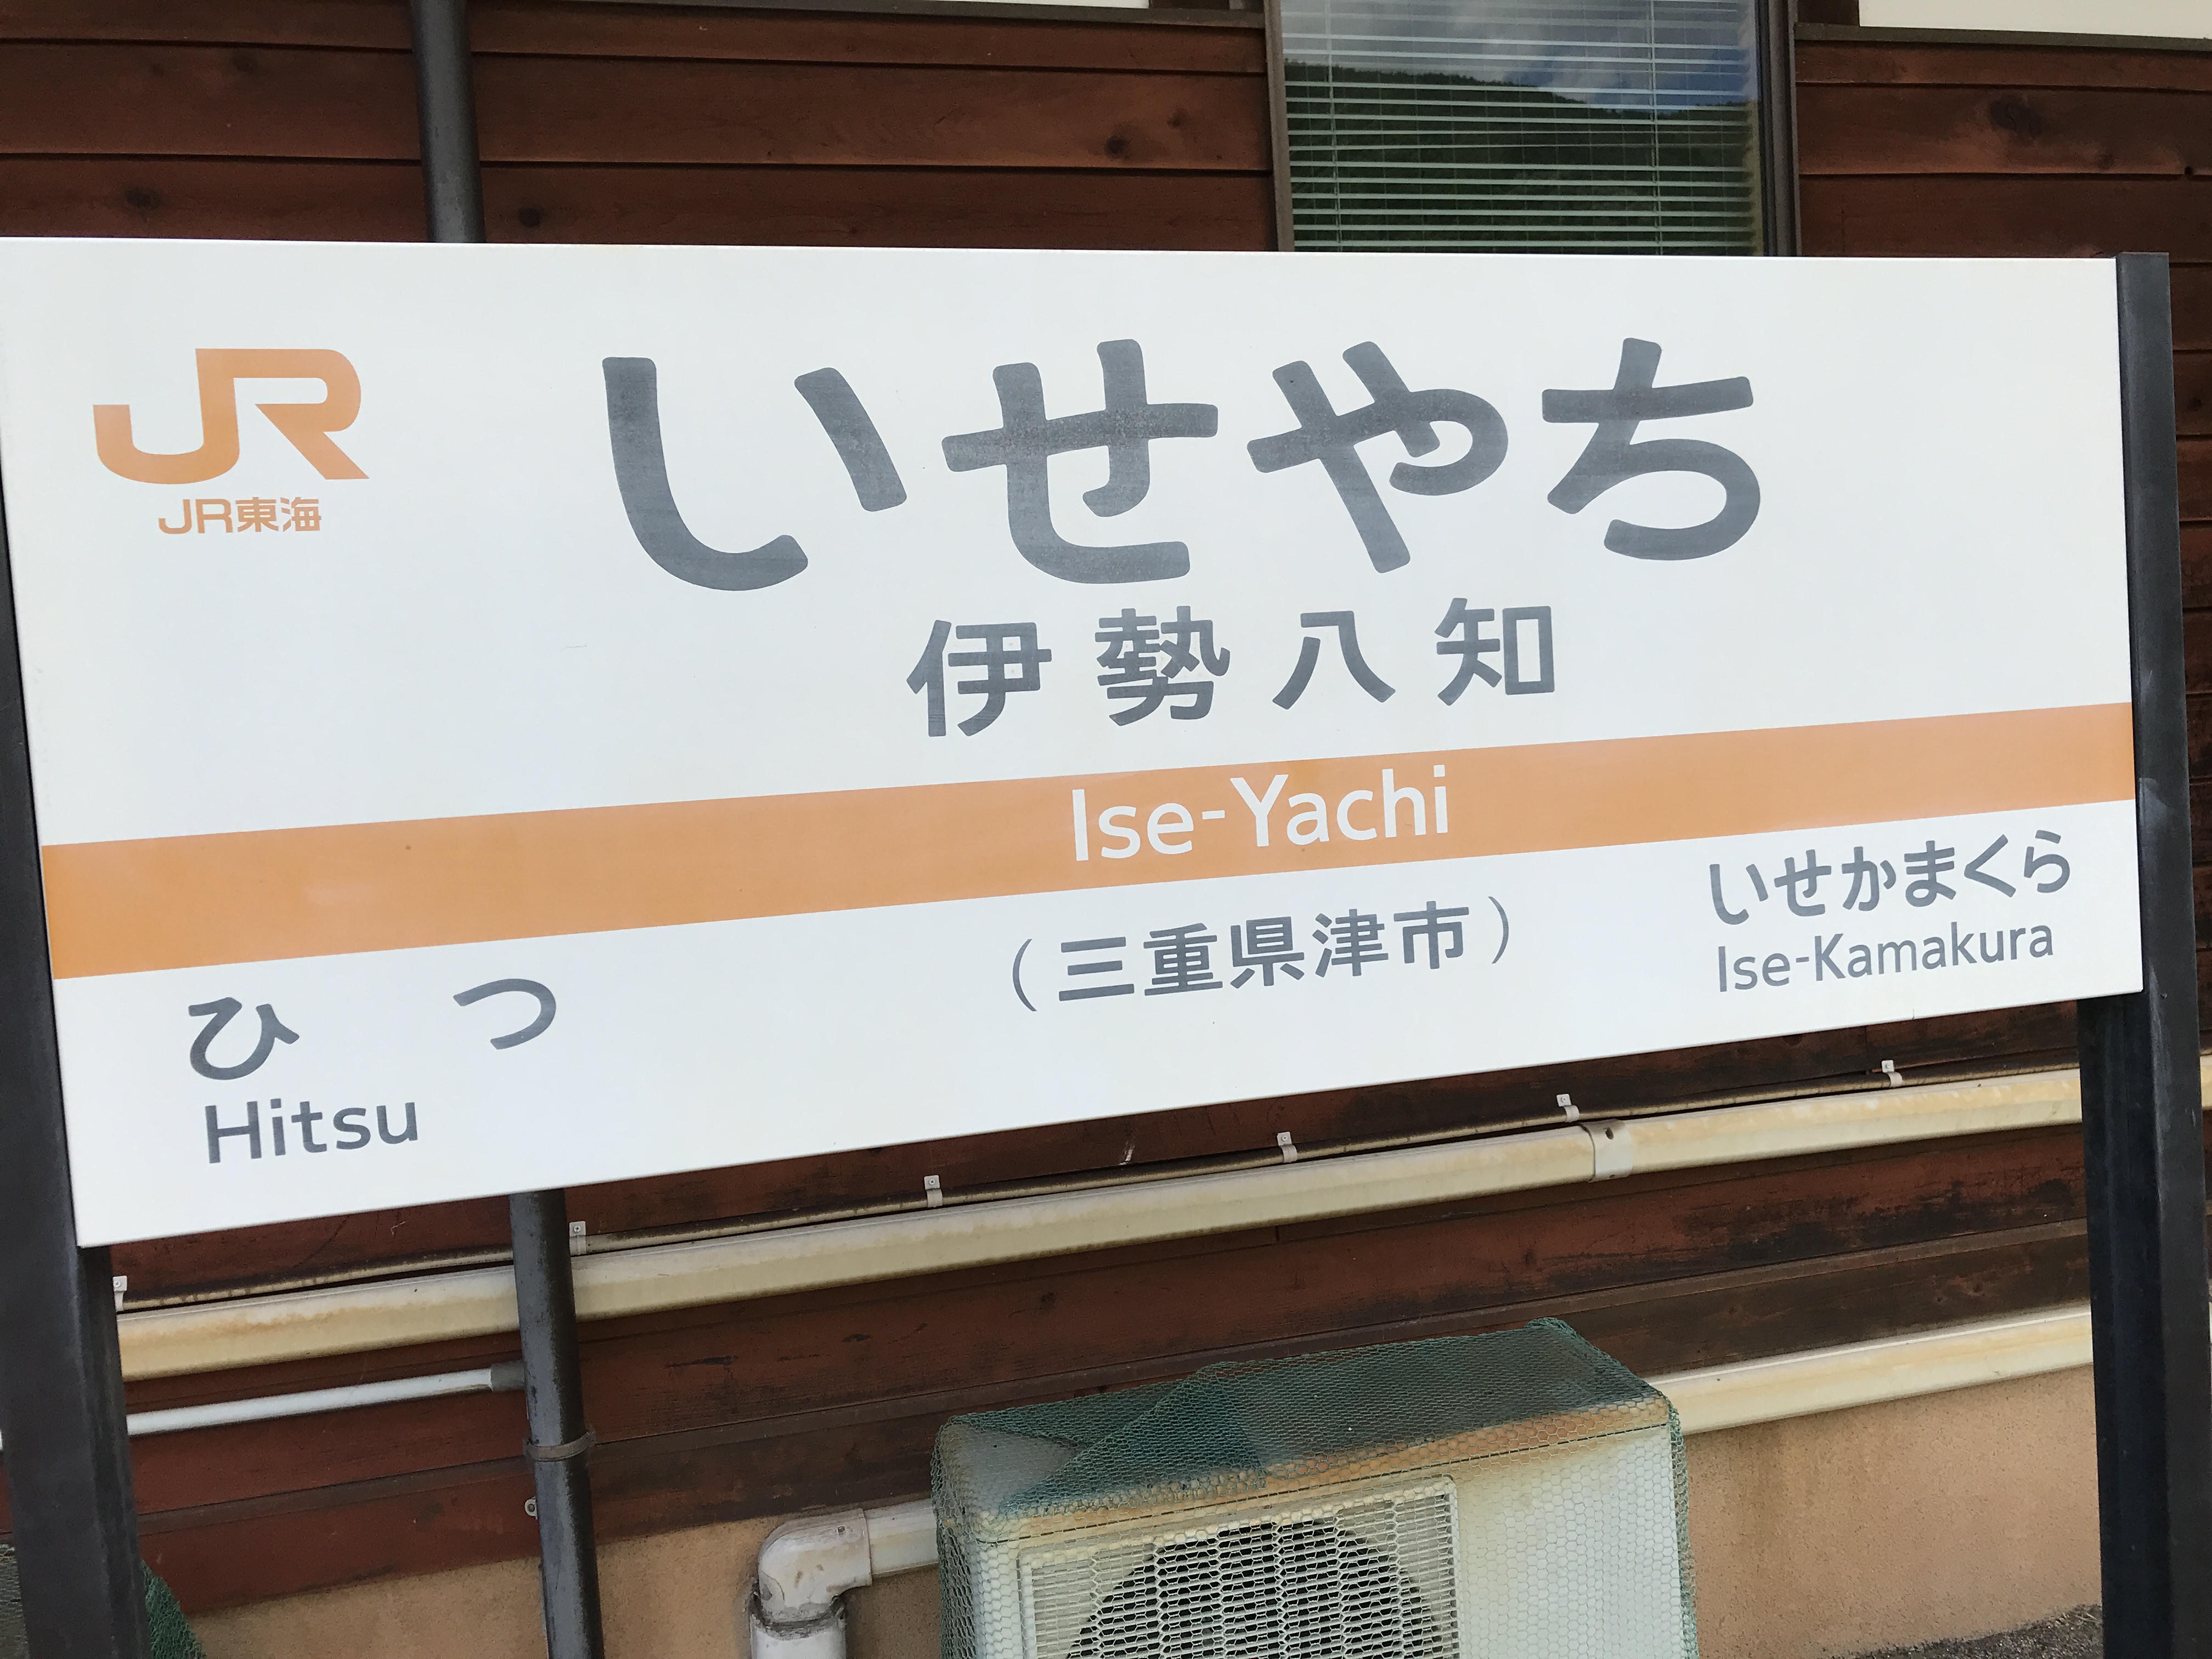 JR
JR東海
いせやち
伊勢八知
Ise-Yachi
ひつ
Hitsu
(三重県津市)
いせかまくら
Ise-Kamakura